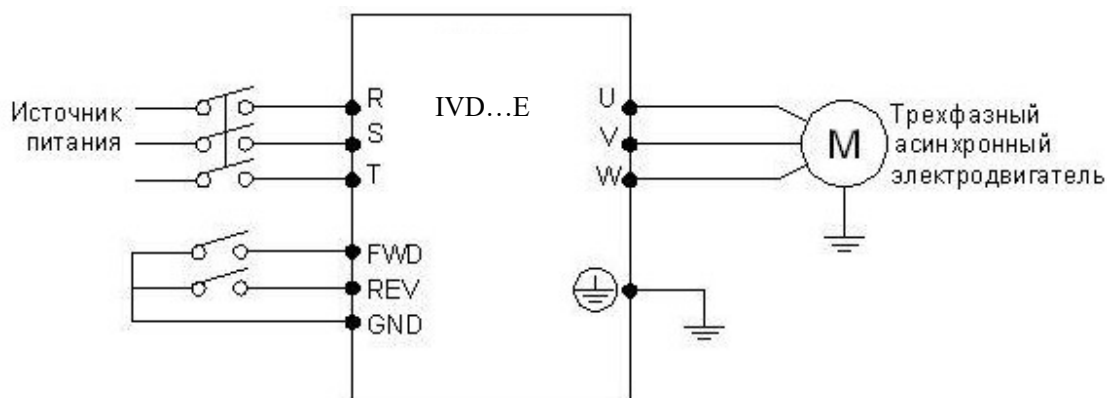 R
IVD...E
U
Источник
питания
S
V
M
Трехфазный
асинхронный
электродвигатель
T
W
FWD
REV
GND